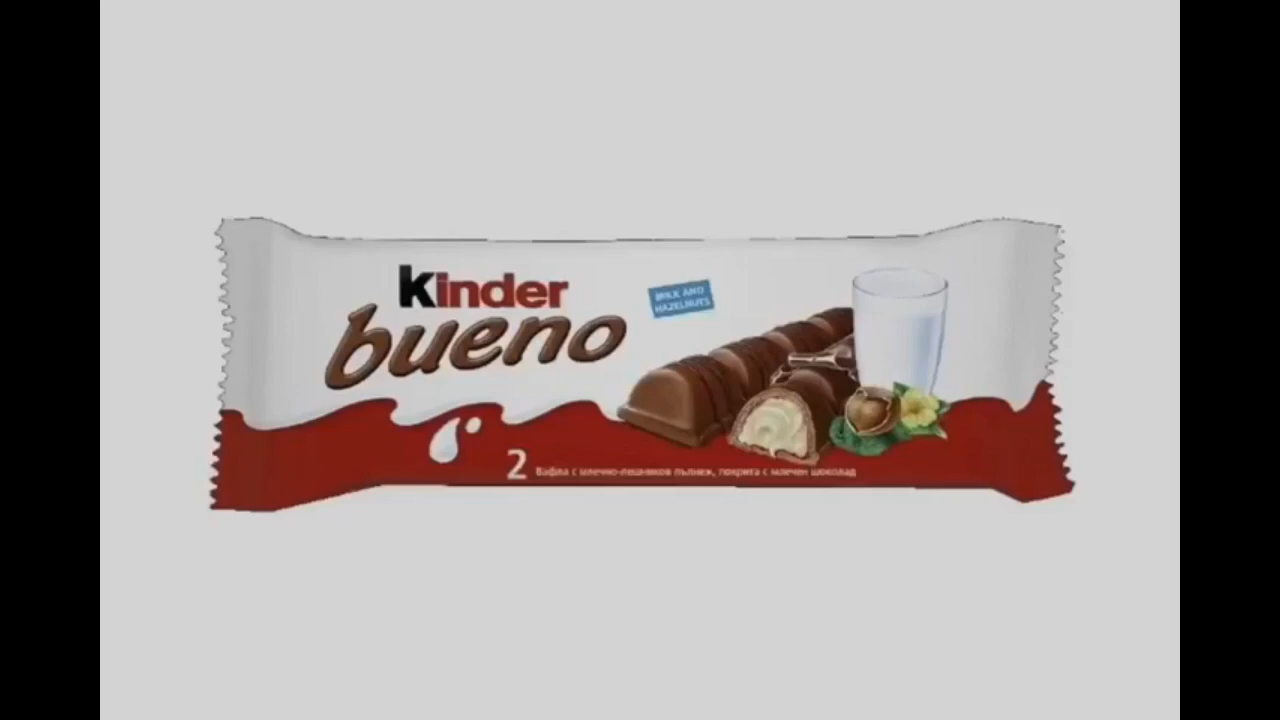 Kinder
bueno
MILK AND
HAZELNUTS
2 Вафла с млечно-лешников пълнеж, покрита с млечен шоколад